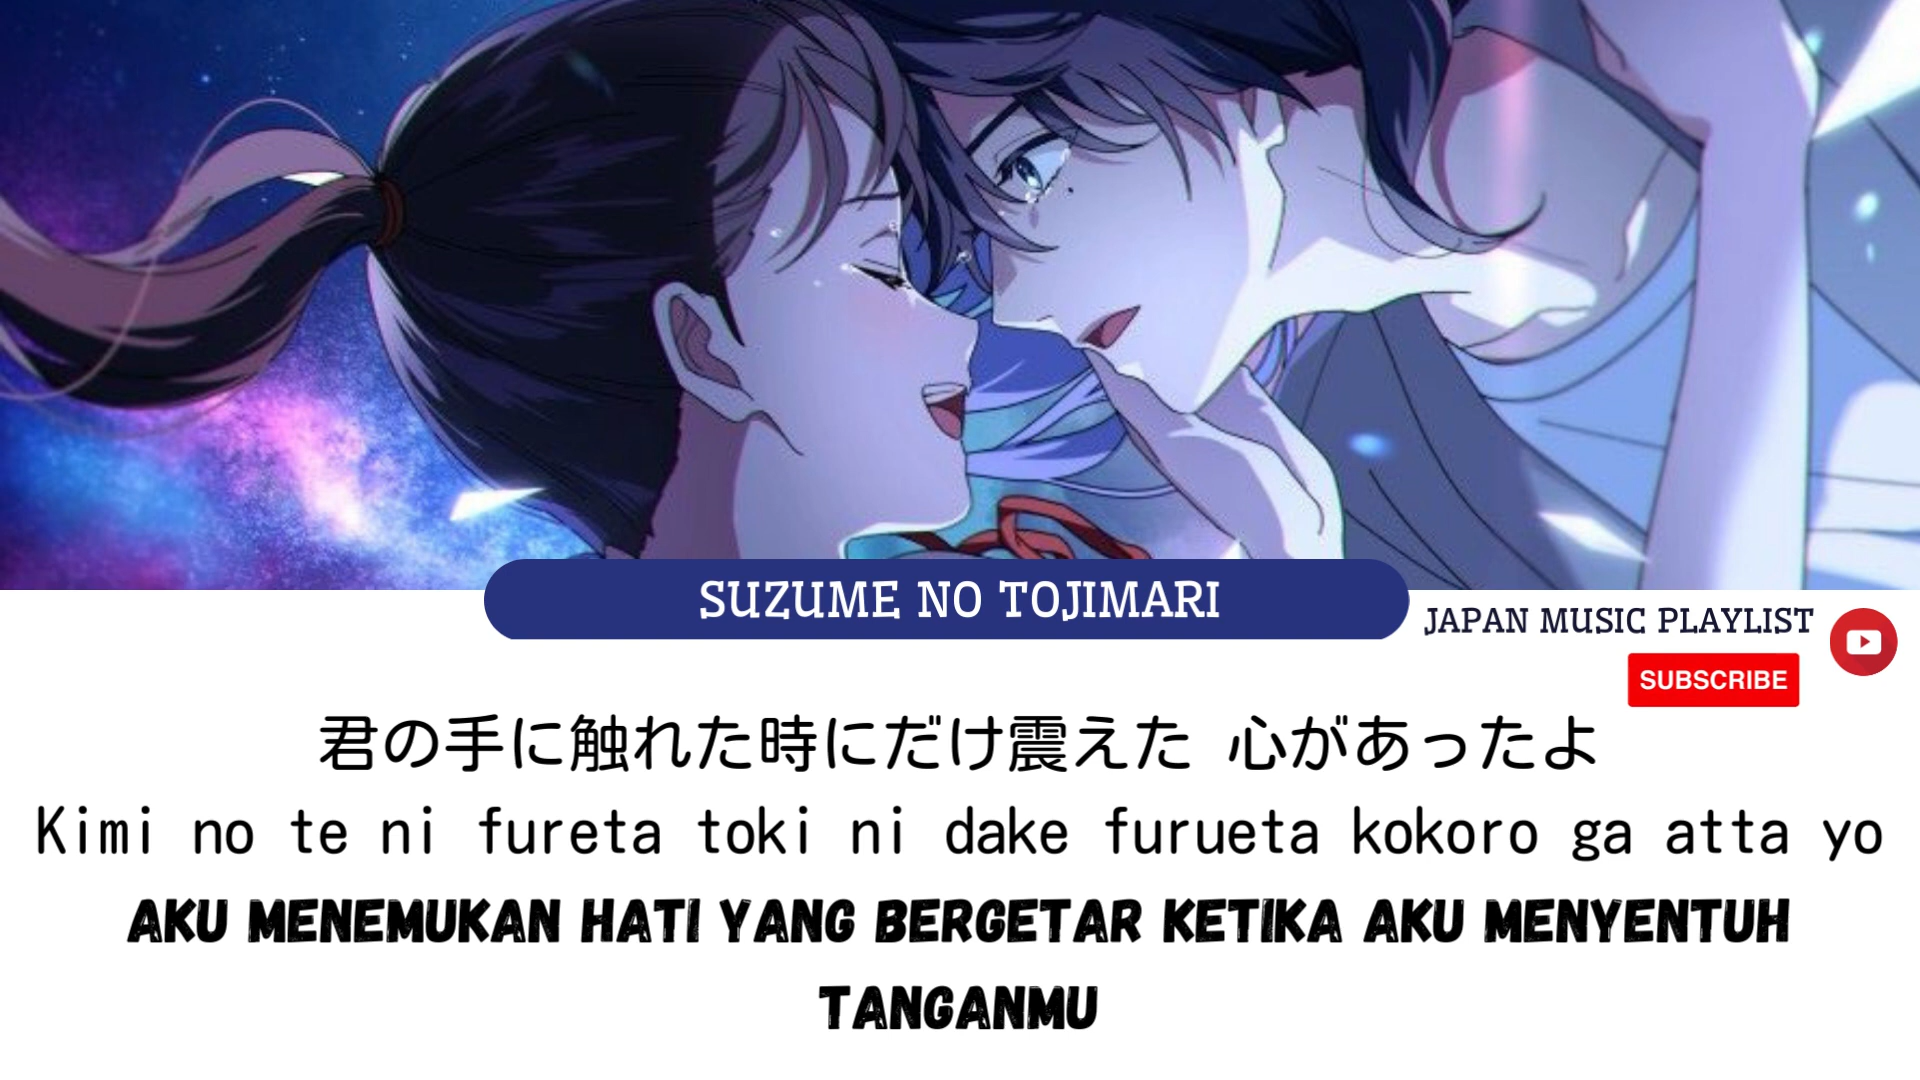 SUZUME NO TOJIMARI
JAPAN MUSIC PLAYLIST
SUBSCRIBE
君の手に触れた時にだけ震えた 心があったよ
Kimi no te ni fureta toki ni dake furueta kokoro ga atta yo
AKU MENEMUKAN HATI YANG BERGETAR KETIKA AKU MENYENTUH
TANGANMU